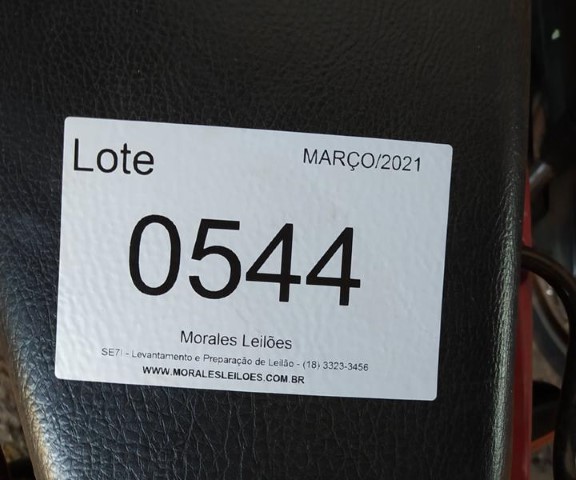 Lote MARÇO/2021
0544
Morales Leilões
SE7I - Levantamento e Preparação de Leilão - (18) 3323-3456
WWW.MORALESLEILOES.COM.BR